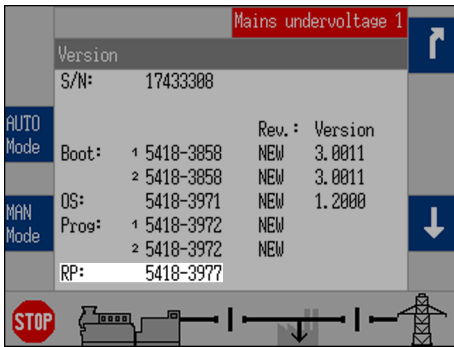 Mains undervoltage 1
Version
S/N: 17433308
AUTO
Mode
Rev.: Version
Boot: 1 5418-3858 NEW 3.0011
2 5418-3858 NEW 3.0011
OS: 5418-3971 NEW 1.2000
MAN
Mode
Prog: 1 5418-3972 NEW
2 5418-3972 NEW
RP: 5418-3977
STOP